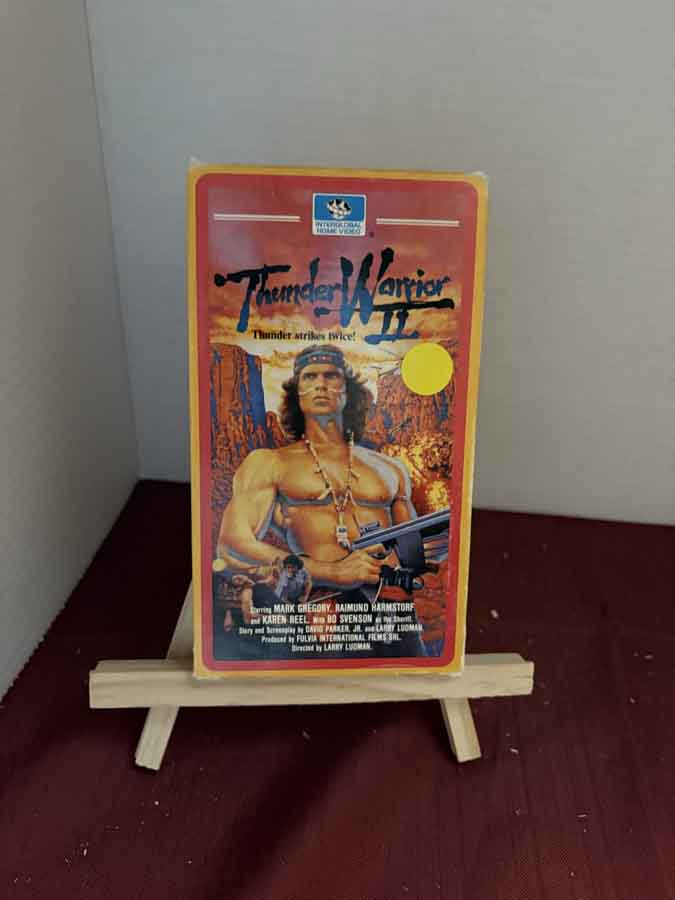 INTERGLOBAL
HOME VIDEO
®
Thunder Warrior
II
Thunder strikes twice!
Starring MARK GREGORY, RAIMUND HARMSTORF
and KAREN REEL. With BO SVENSON as the Sheriff.
Story and Screenplay by DAVID PARKER, JR. and LARRY LUDMAN.
Produced by FULVIA INTERNATIONAL FILMS SRL.
Directed by LARRY LUDMAN.